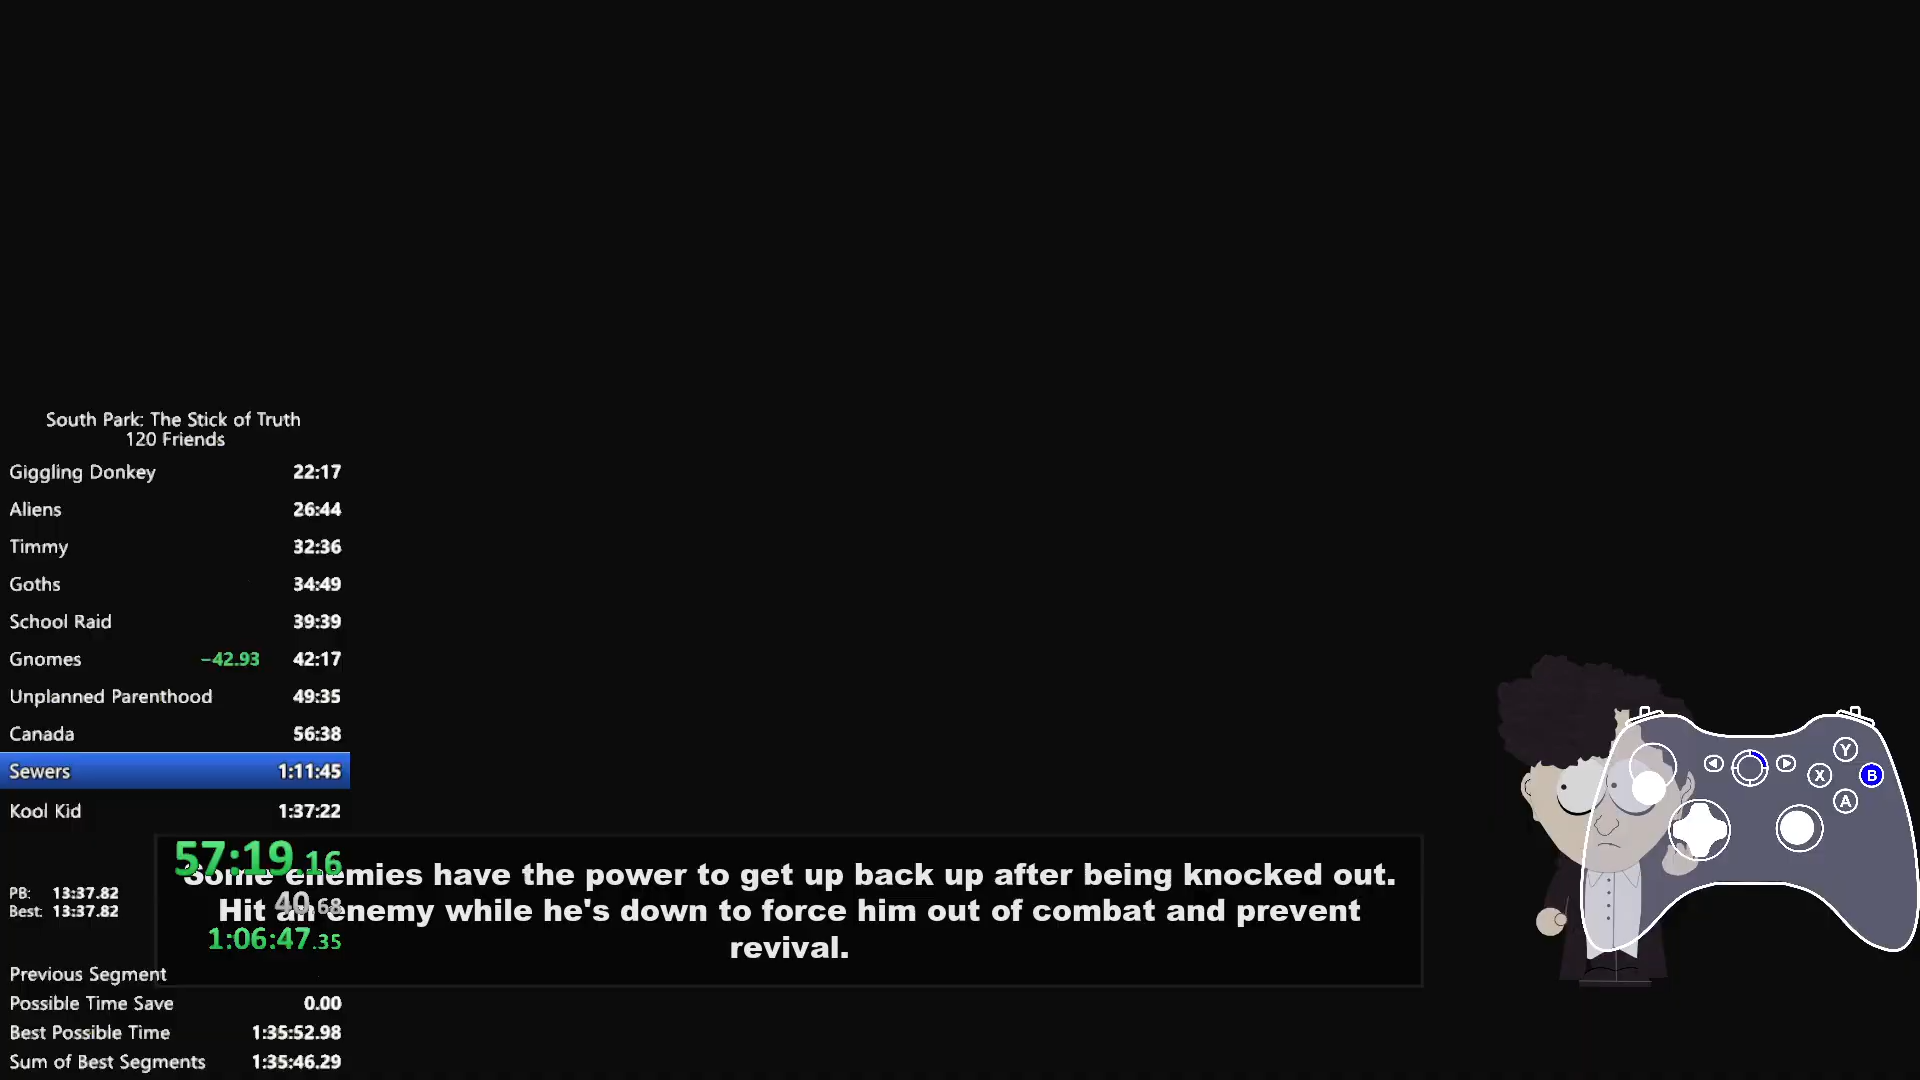 South Park: The Stick of Truth
120 Friends
Giggling Donkey 22:17
Aliens 26:44
Timmy 32:36
Goths 34:49
School Raid 39:39
Gnomes −42.93 42:17
Unplanned Parenthood 49:35
Canada 56:38
Sewers 1:11:45
Kool Kid 1:37:22
57:19.16
PB: 13:37.82
Best: 13:37.82
40.68
1:06:47.35
Some enemies have the power to get up back up after being knocked out.
Hit an enemy while he's down to force him out of combat and prevent
revival.
Previous Segment
Possible Time Save 0.00
Best Possible Time 1:35:52.98
Sum of Best Segments 1:35:46.29
Y
X
B
A